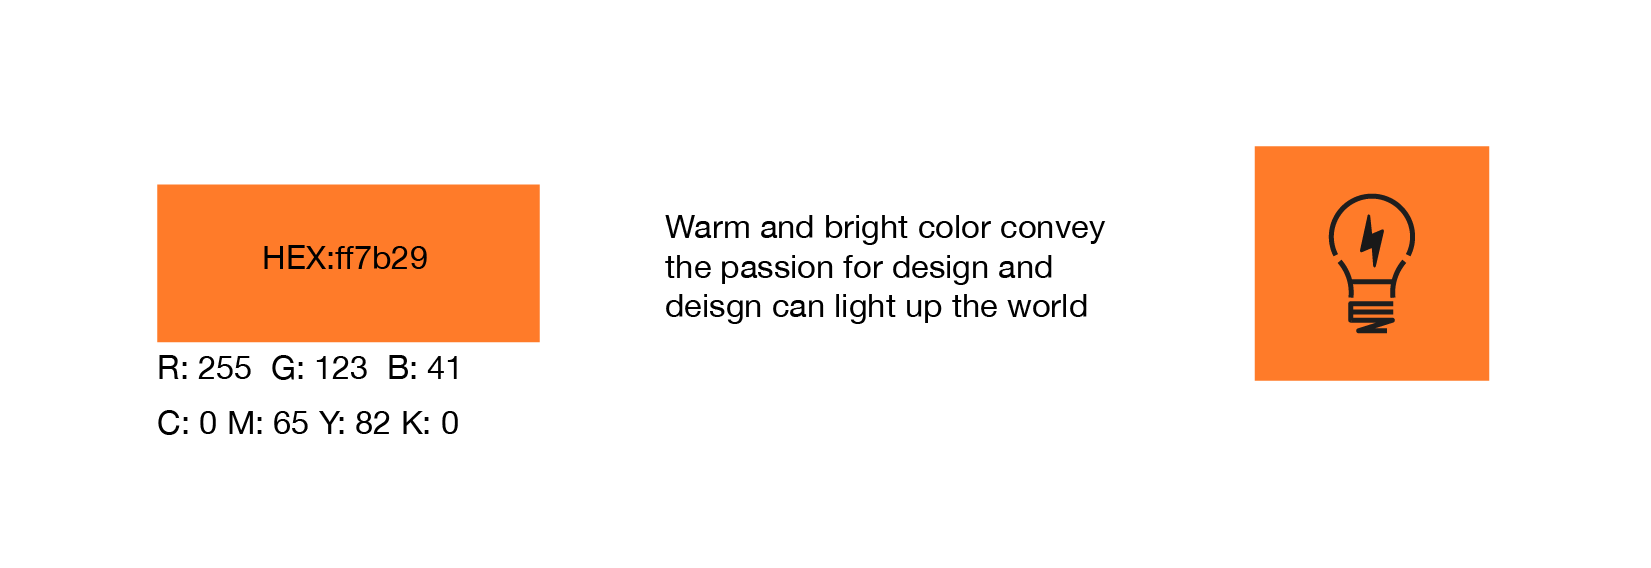 HEX:ff7b29
R: 255 G: 123 B: 41
C: 0 M: 65 Y: 82 K: 0
Warm and bright color convey
the passion for design and
deisgn can light up the world